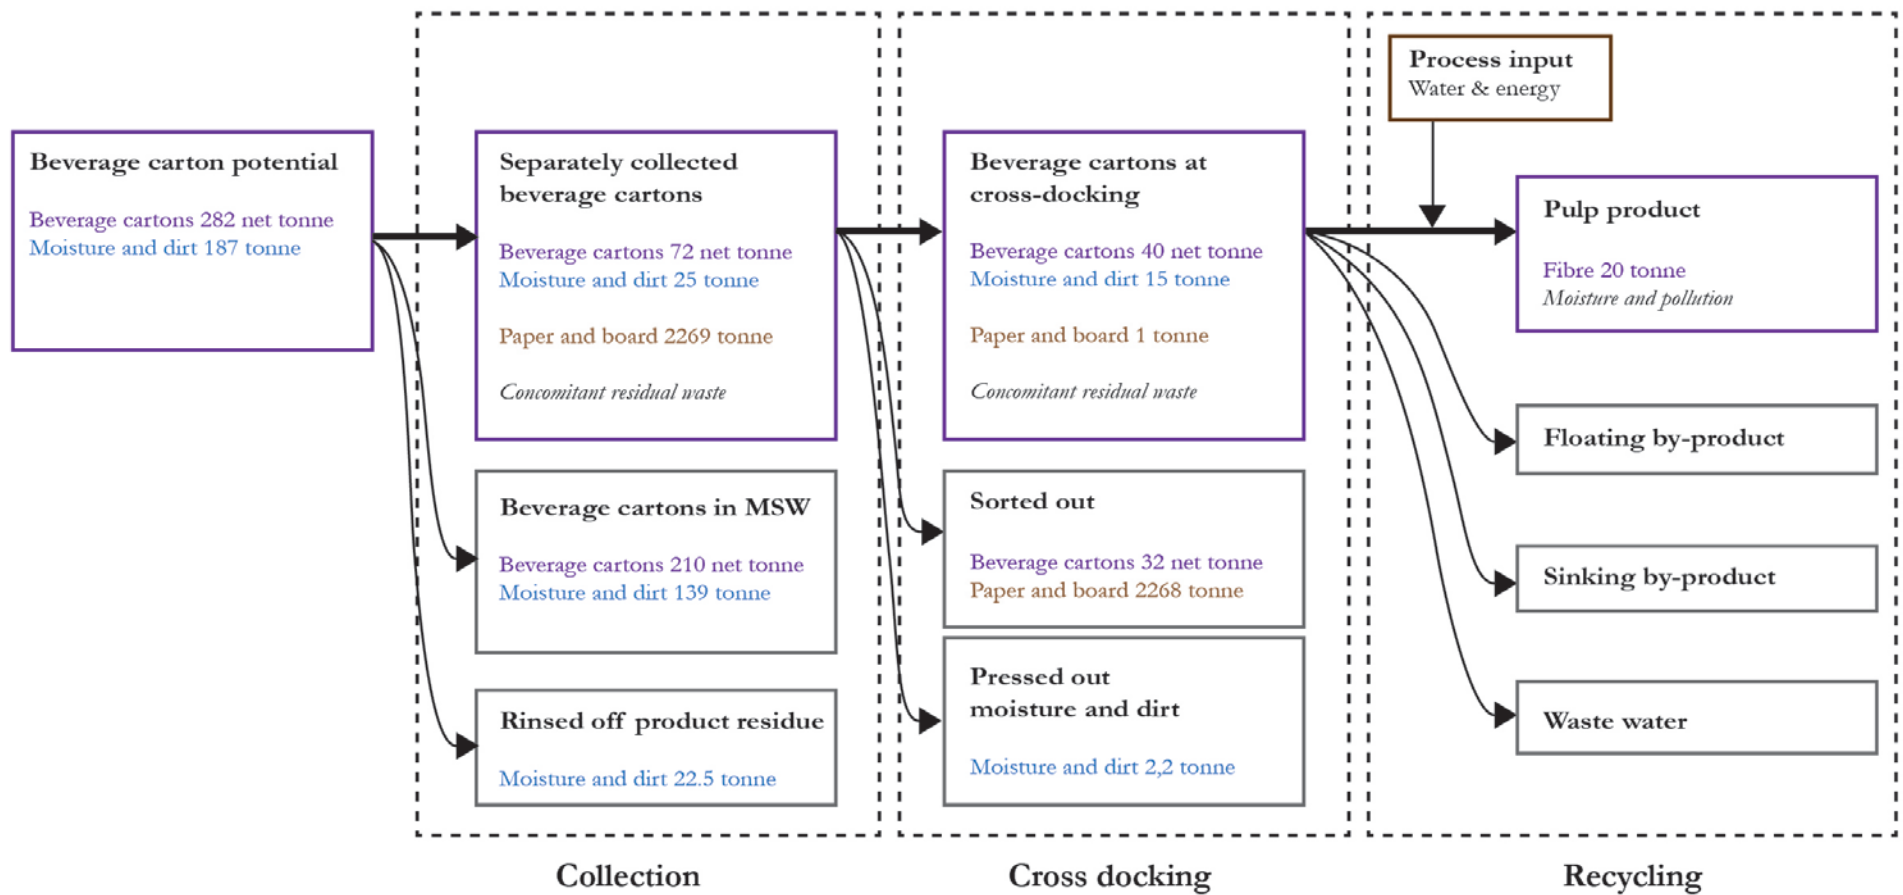 Beverage carton potential
Beverage cartons 282 net tonne
Moisture and dirt 187 tonne
Separately collected
beverage cartons
Beverage cartons 72 net tonne
Moisture and dirt 25 tonne
Paper and board 2269 tonne
Concomitant residual waste
Beverage cartons in MSW
Beverage cartons 210 net tonne
Moisture and dirt 139 tonne
Rinsed off product residue
Moisture and dirt 22.5 tonne
Collection
Beverage cartons at
cross-docking
Beverage cartons 40 net tonne
Moisture and dirt 15 tonne
Paper and board 1 tonne
Concomitant residual waste
Sorted out
Beverage cartons 32 net tonne
Paper and board 2268 tonne
Pressed out
moisture and dirt
Moisture and dirt 2,2 tonne
Cross docking
Process input
Water & energy
Pulp product
Fibre 20 tonne
Moisture and pollution
Floating by-product
Sinking by-product
Waste water
Recycling